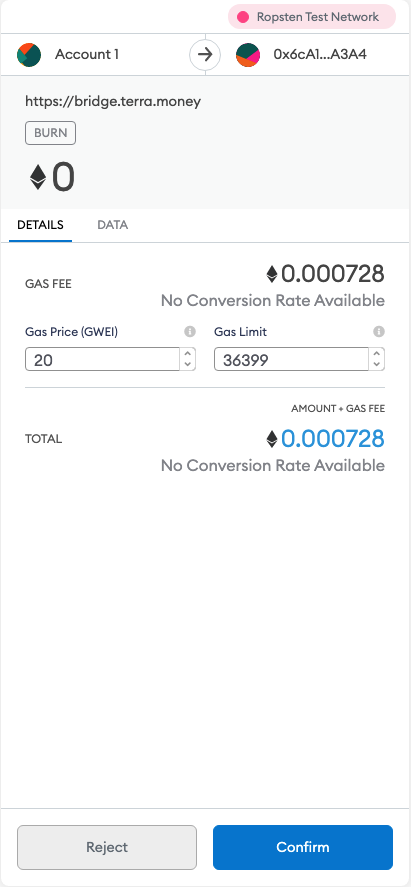 Ropsten Test Network
Account 1
0x6cA1...A3A4
https://bridge.terra.money
BURN
0
DETAILS
DATA
GAS FEE
0.000728
No Conversion Rate Available
Gas Price (GWEI)
Gas Limit
20
36399
AMOUNT + GAS FEE
TOTAL
0.000728
No Conversion Rate Available
Reject
Confirm